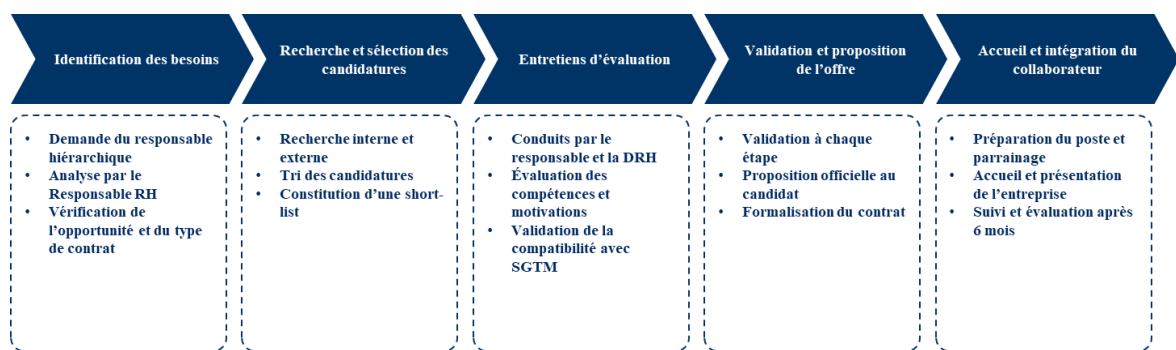 Identification des besoins
Recherche et sélection des
candidatures
Entretiens d’évaluation
Validation et proposition
de l’offre
Accueil et intégration du
collaborateur
• Demande du responsable
hiérarchique
• Analyse par le
Responsable RH
• Vérification de
l’opportunité et du type
de contrat
• Recherche interne et
externe
• Tri des candidatures
• Constitution d’une short-
list
• Conduits par le
responsable et la DRH
• Évaluation des
compétences et
motivations
• Validation de la
compatibilité avec
SGTM
• Validation à chaque
étape
• Proposition officielle au
candidat
• Formalisation du contrat
• Préparation du poste et
parrainage
• Accueil et présentation
de l’entreprise
• Suivi et évaluation après
6 mois